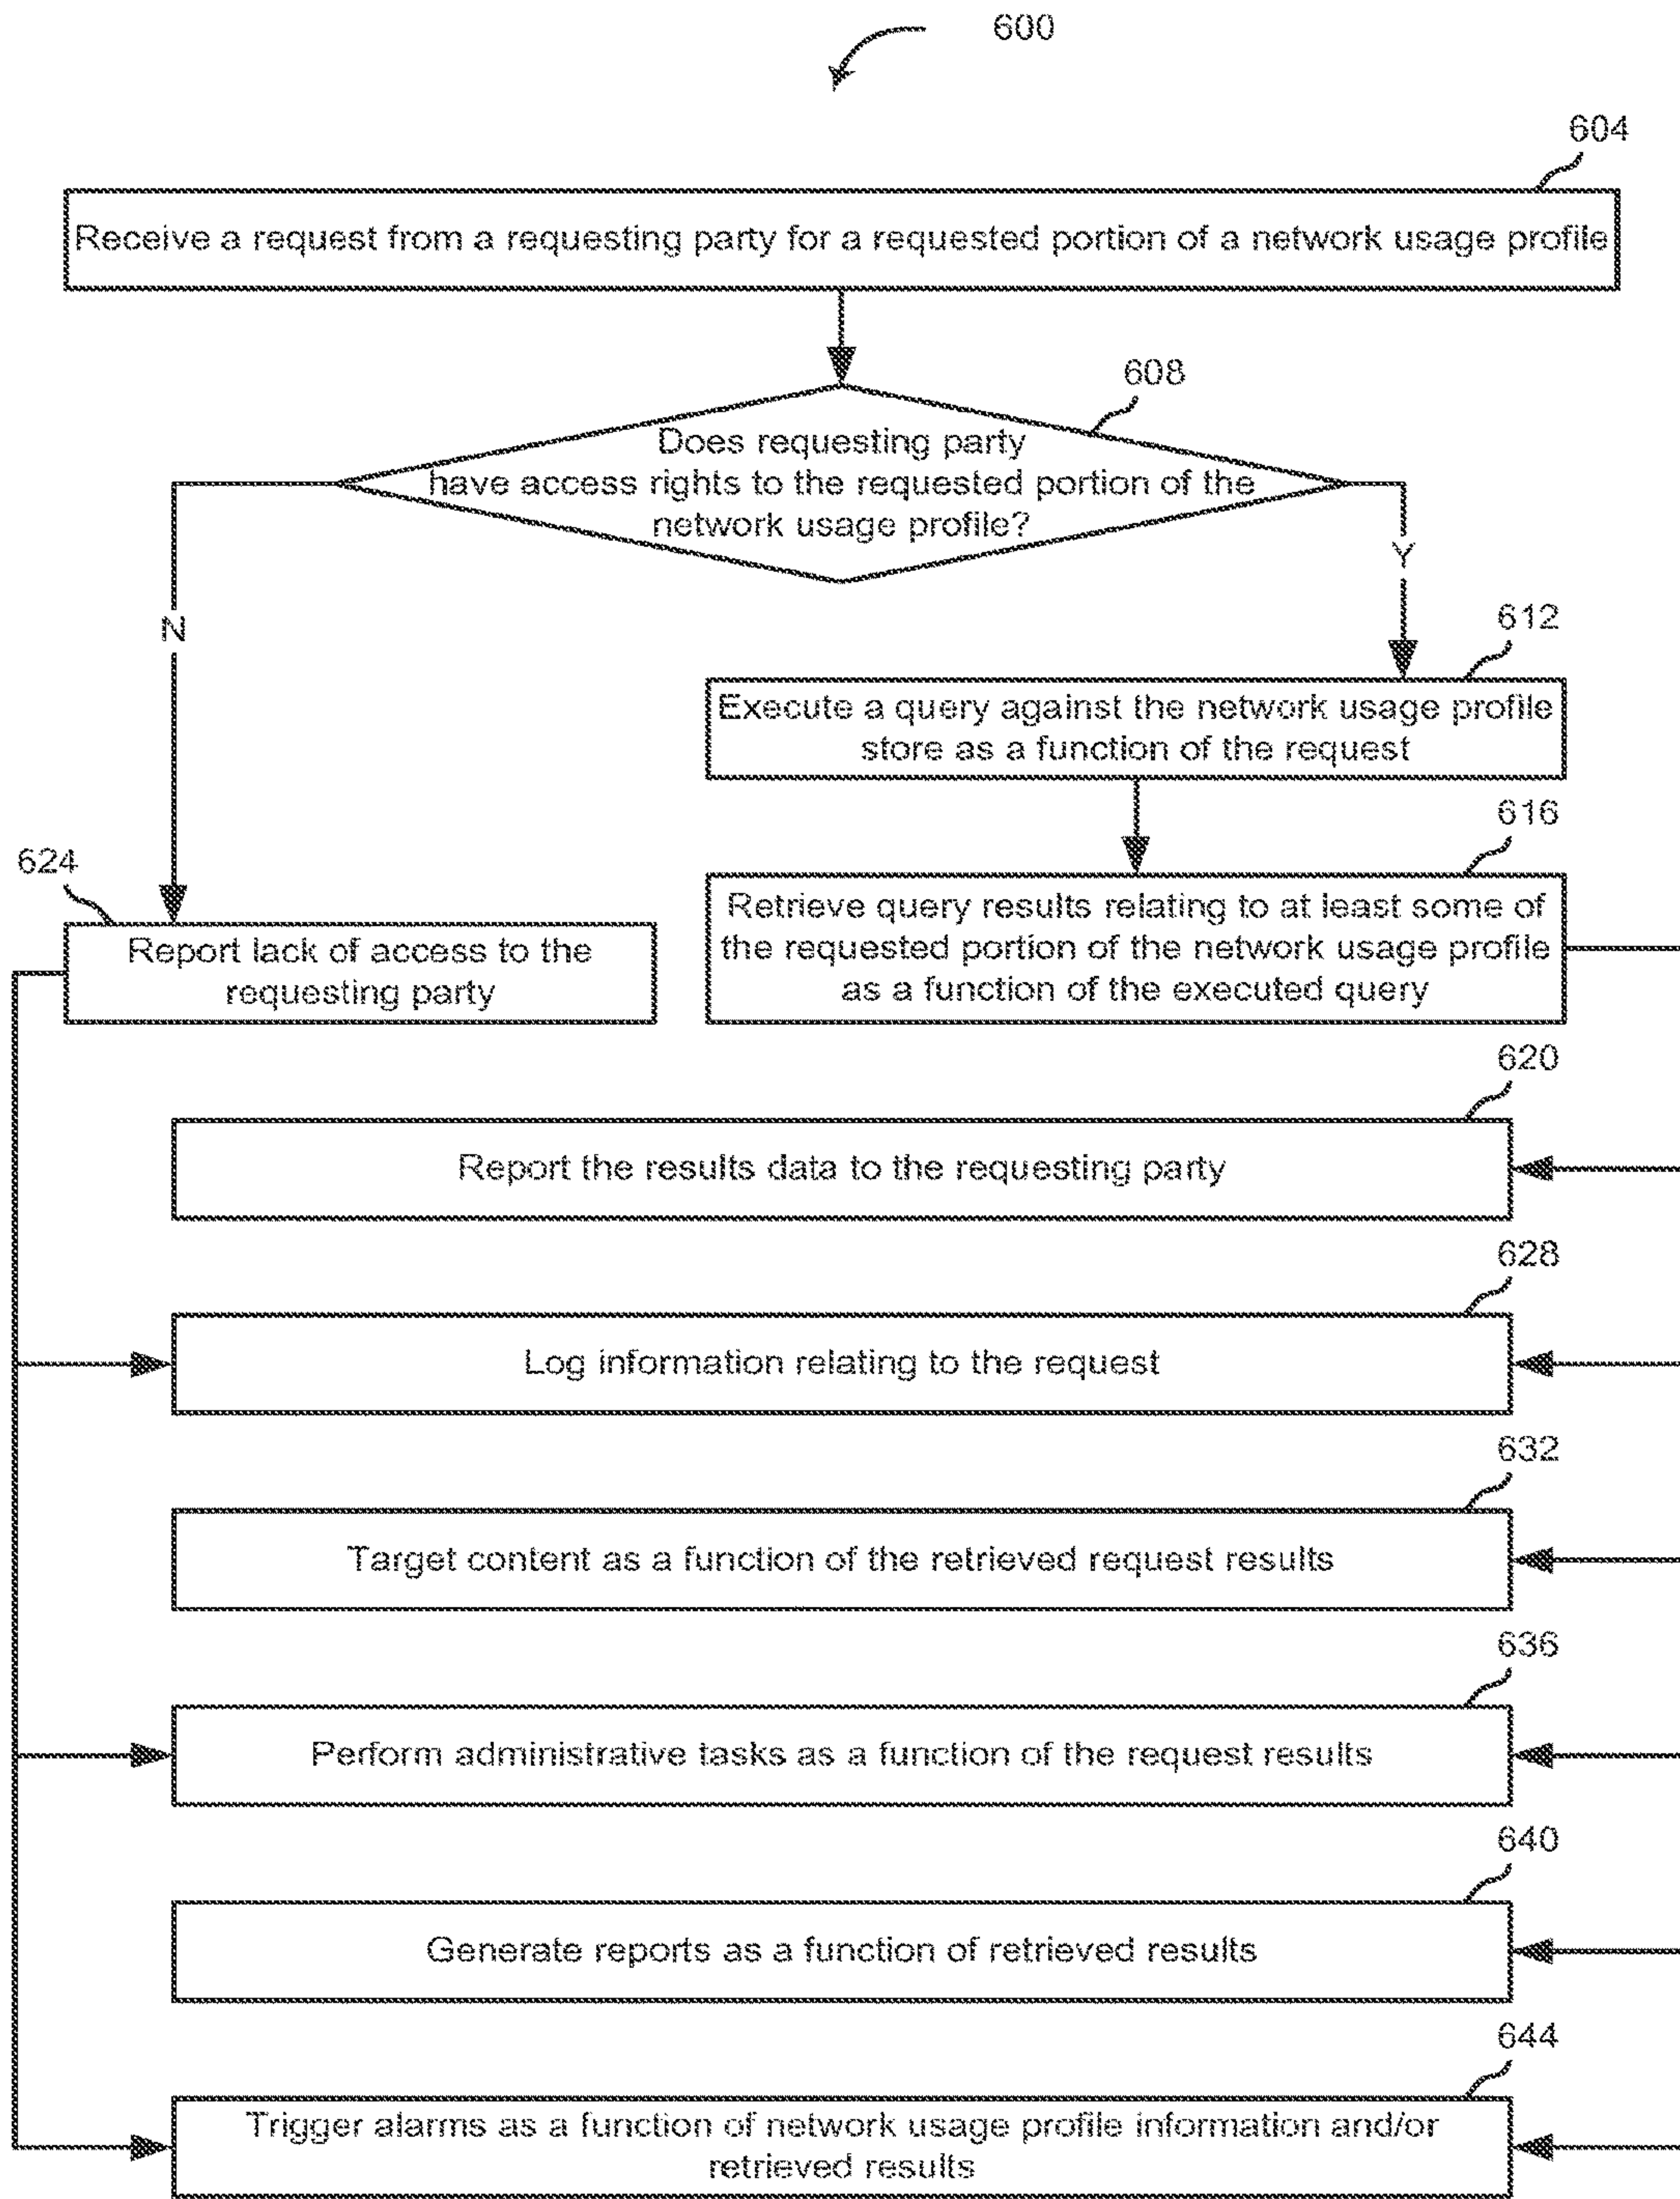 600
604
Receive a request from a requesting party for a requested portion of a network usage profile
608
Does requesting party
have access rights to the requested portion of the
network usage profile?
Y
N
612
Execute a query against the network usage profile
store as a function of the request
616
Retrieve query results relating to at least some of
the requested portion of the network usage profile
as a function of the executed query
624
Report lack of access to the
requesting party
620
Report the results data to the requesting party
628
Log information relating to the request
632
Target content as a function of the retrieved request results
636
Perform administrative tasks as a function of the request results
640
Generate reports as a function of retrieved results
644
Trigger alarms as a function of network usage profile information and/or
retrieved results